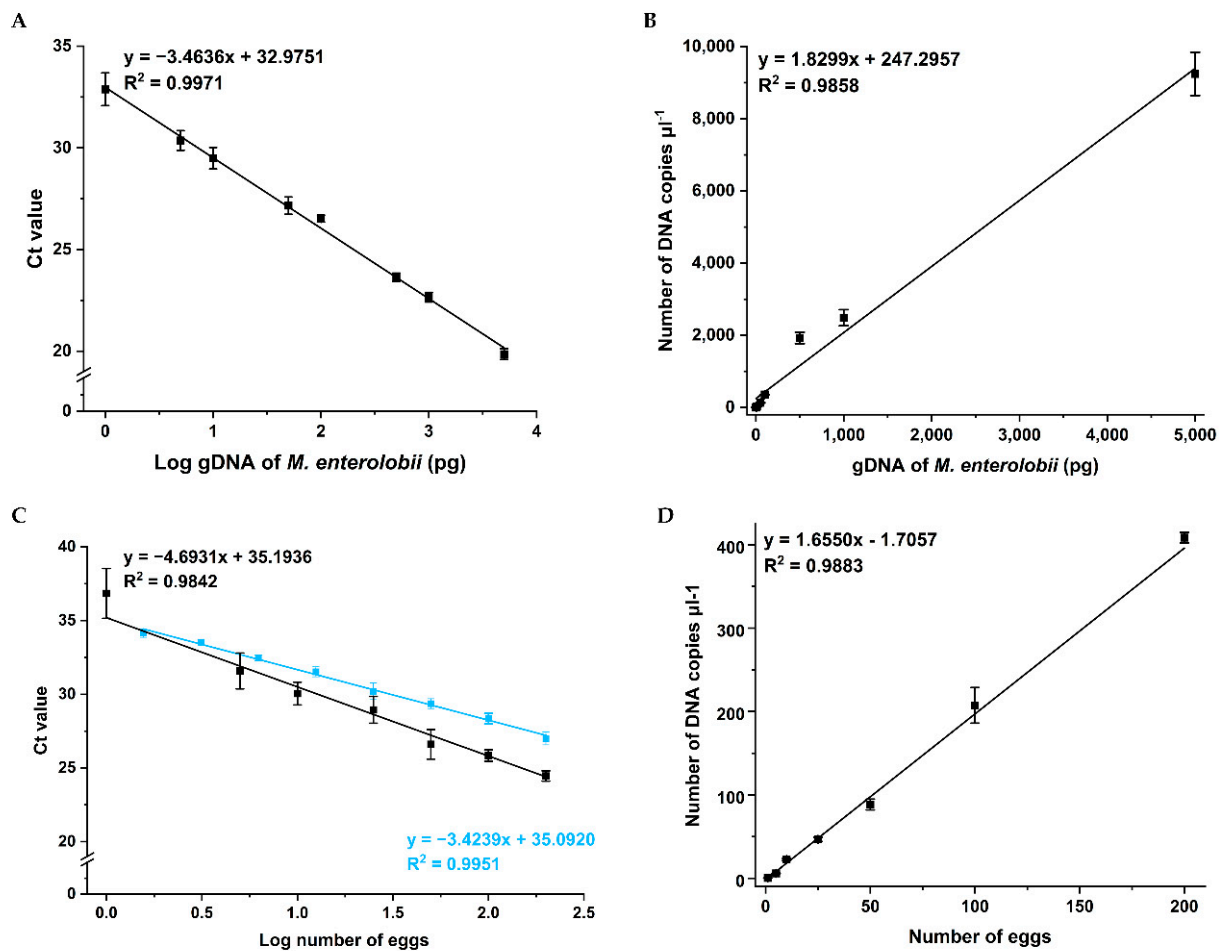 A
y = −3.4636x + 32.9751
R² = 0.9971
35
30
25
20
0
Ct value
0
1
2
3
4
Log gDNA of M. enterolobii (pg)
B
y = 1.8299x + 247.2957
R² = 0.9858
10,000
8,000
6,000
4,000
2,000
0
Number of DNA copies µl⁻¹
0
1,000
2,000
3,000
4,000
5,000
gDNA of M. enterolobii (pg)
C
y = −4.6931x + 35.1936
R² = 0.9842
40
35
30
25
20
0
Ct value
y = −3.4239x + 35.0920
R² = 0.9951
0.0
0.5
1.0
1.5
2.0
2.5
Log number of eggs
D
y = 1.6550x - 1.7057
R² = 0.9883
400
300
200
100
0
Number of DNA copies µl-1
0
50
100
150
200
Number of eggs